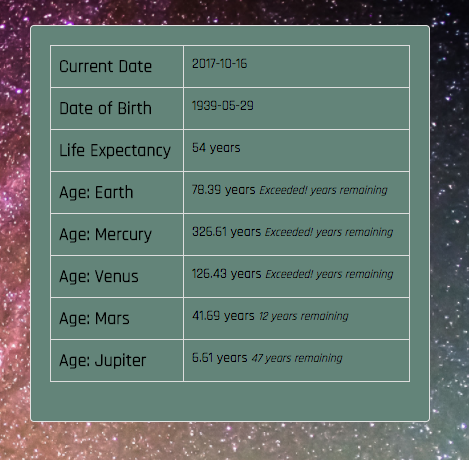 Current Date 2017-10-16
Date of Birth 1939-05-29
Life Expectancy 54 years
Age: Earth 78.39 years Exceeded! years remaining
Age: Mercury 326.61 years Exceeded! years remaining
Age: Venus 126.43 years Exceeded! years remaining
Age: Mars 41.69 years 12 years remaining
Age: Jupiter 6.61 years 47 years remaining